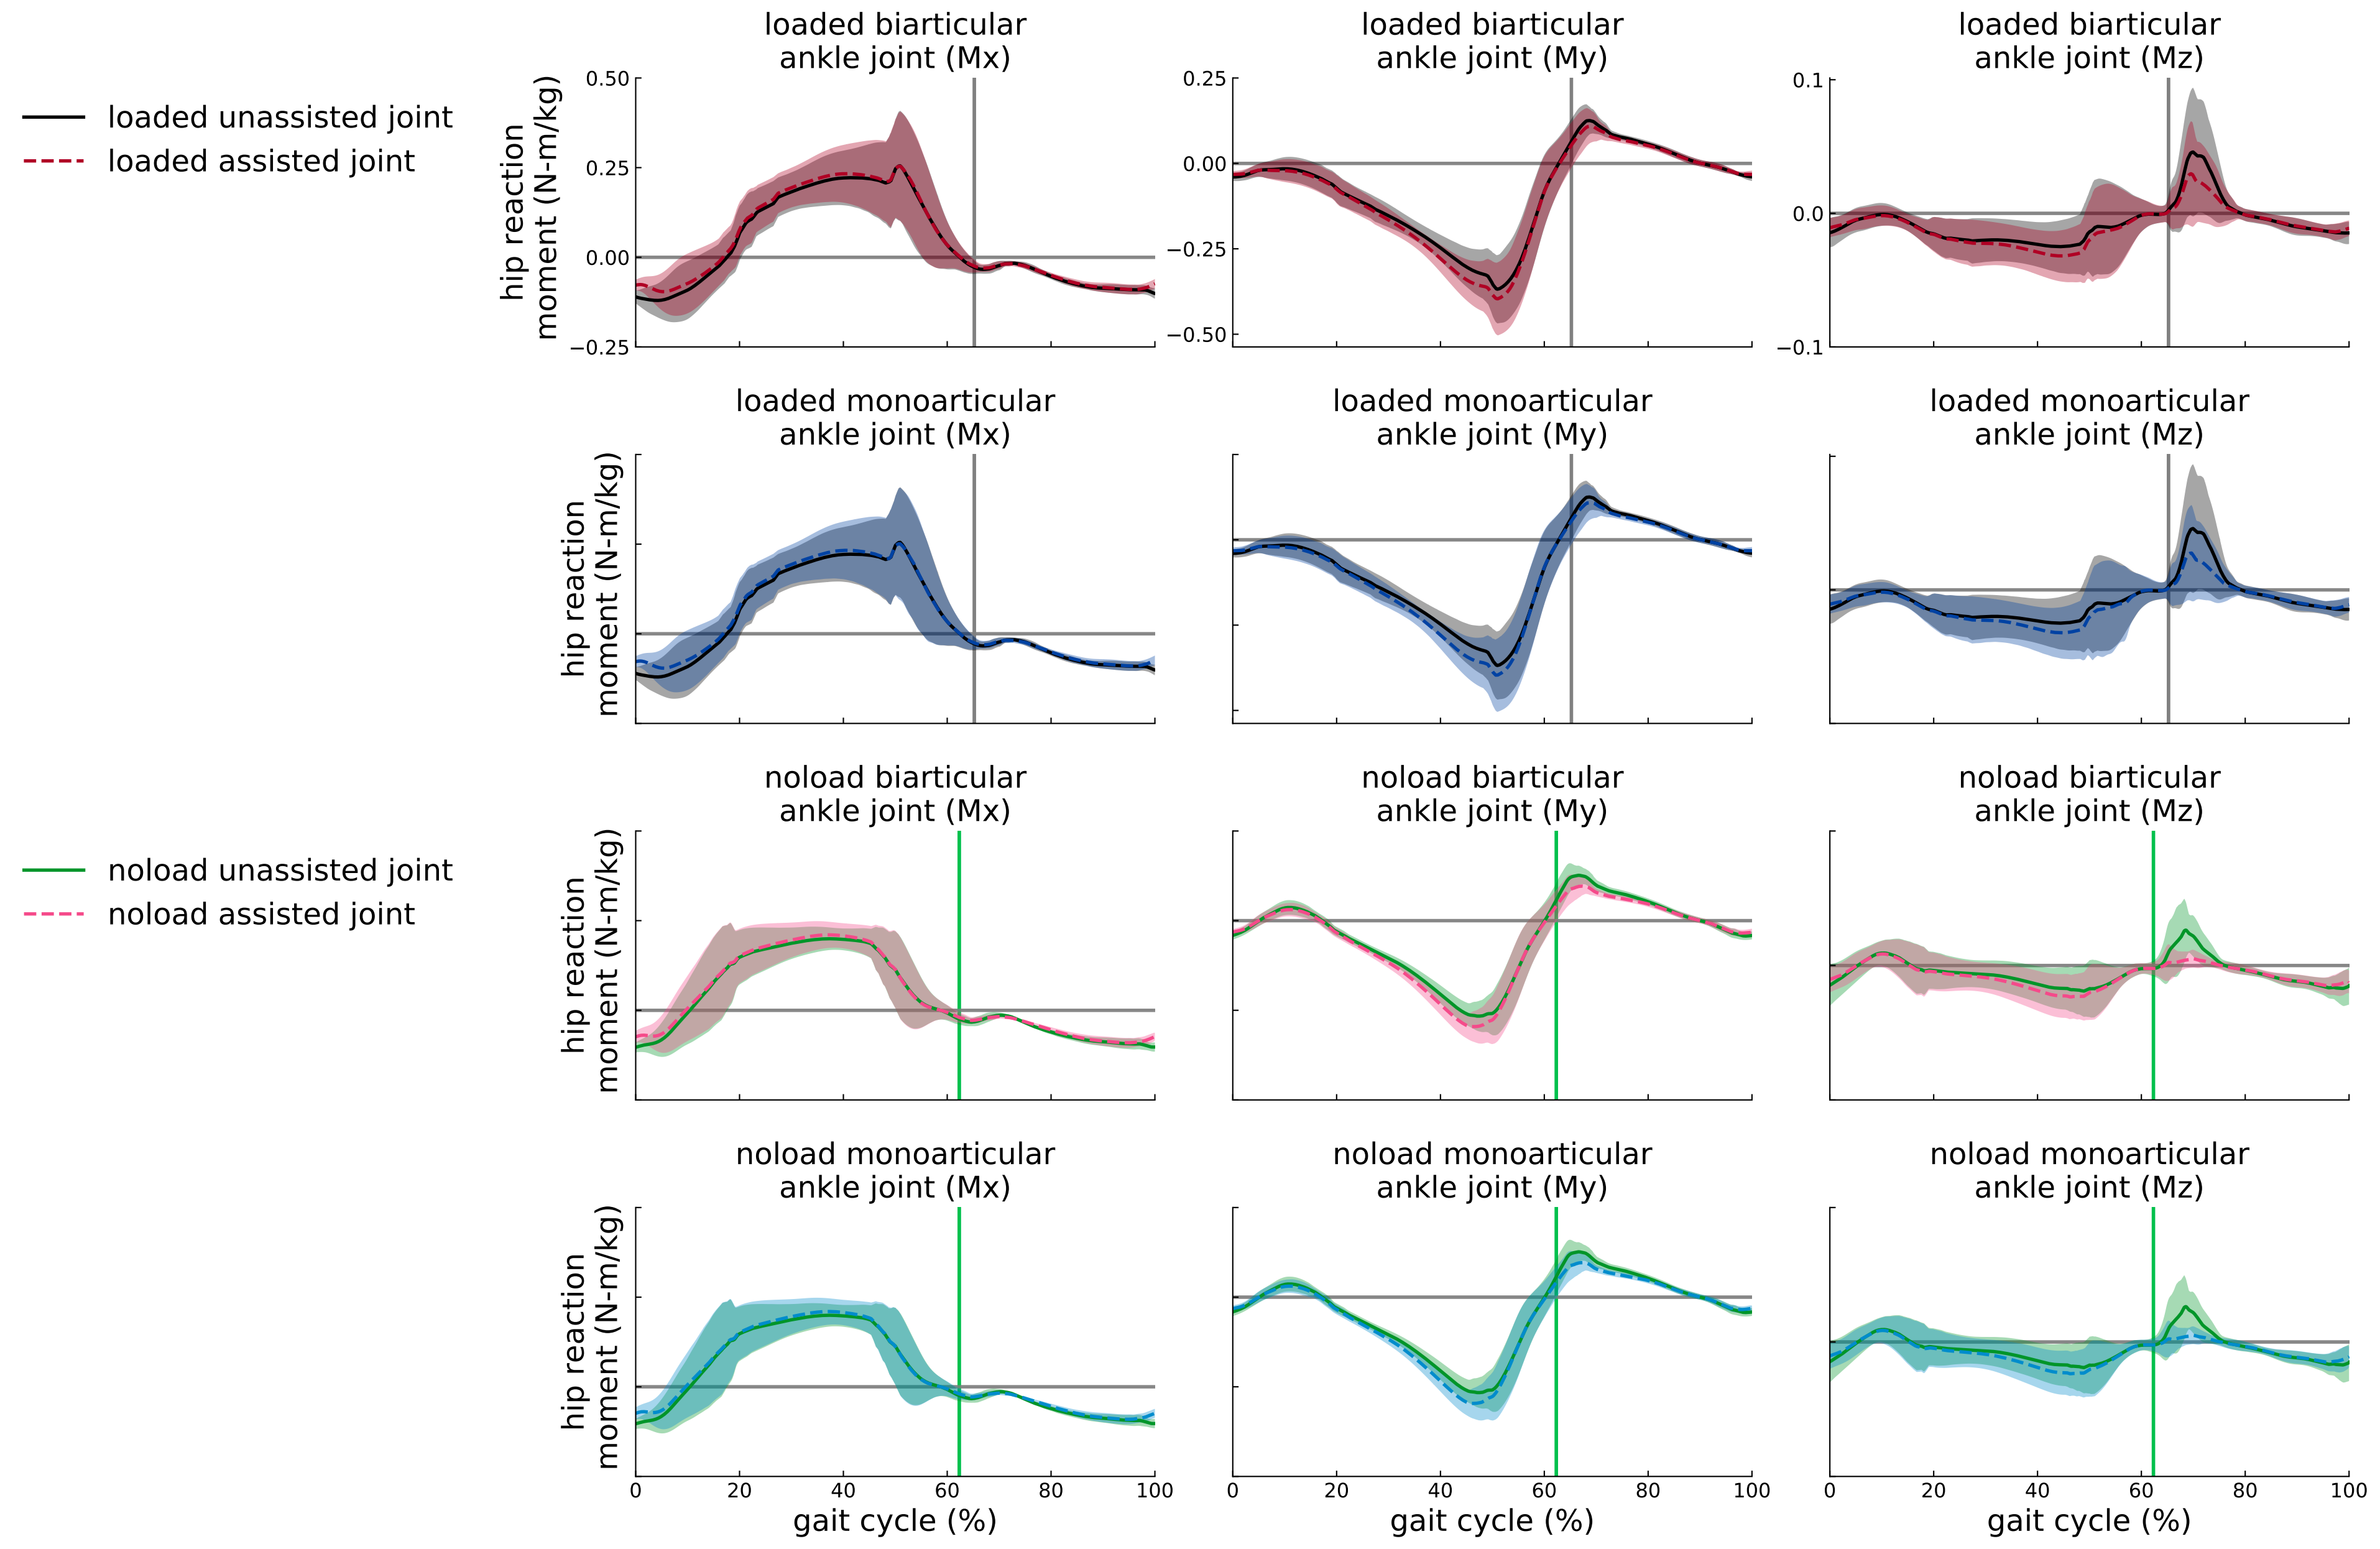 loaded biarticular
ankle joint (Mx)
loaded biarticular
ankle joint (My)
loaded biarticular
ankle joint (Mz)
loaded unassisted joint
loaded assisted joint
hip reaction
moment (N-m/kg)
0.50
0.25
0.00
−0.25
0.25
0.00
−0.25
−0.50
0.1
0.0
−0.1
loaded monoarticular
ankle joint (Mx)
loaded monoarticular
ankle joint (My)
loaded monoarticular
ankle joint (Mz)
hip reaction
moment (N-m/kg)
noload biarticular
ankle joint (Mx)
noload biarticular
ankle joint (My)
noload biarticular
ankle joint (Mz)
noload unassisted joint
noload assisted joint
hip reaction
moment (N-m/kg)
noload monoarticular
ankle joint (Mx)
noload monoarticular
ankle joint (My)
noload monoarticular
ankle joint (Mz)
hip reaction
moment (N-m/kg)
0 20 40 60 80 100
0 20 40 60 80 100
0 20 40 60 80 100
gait cycle (%)
gait cycle (%)
gait cycle (%)